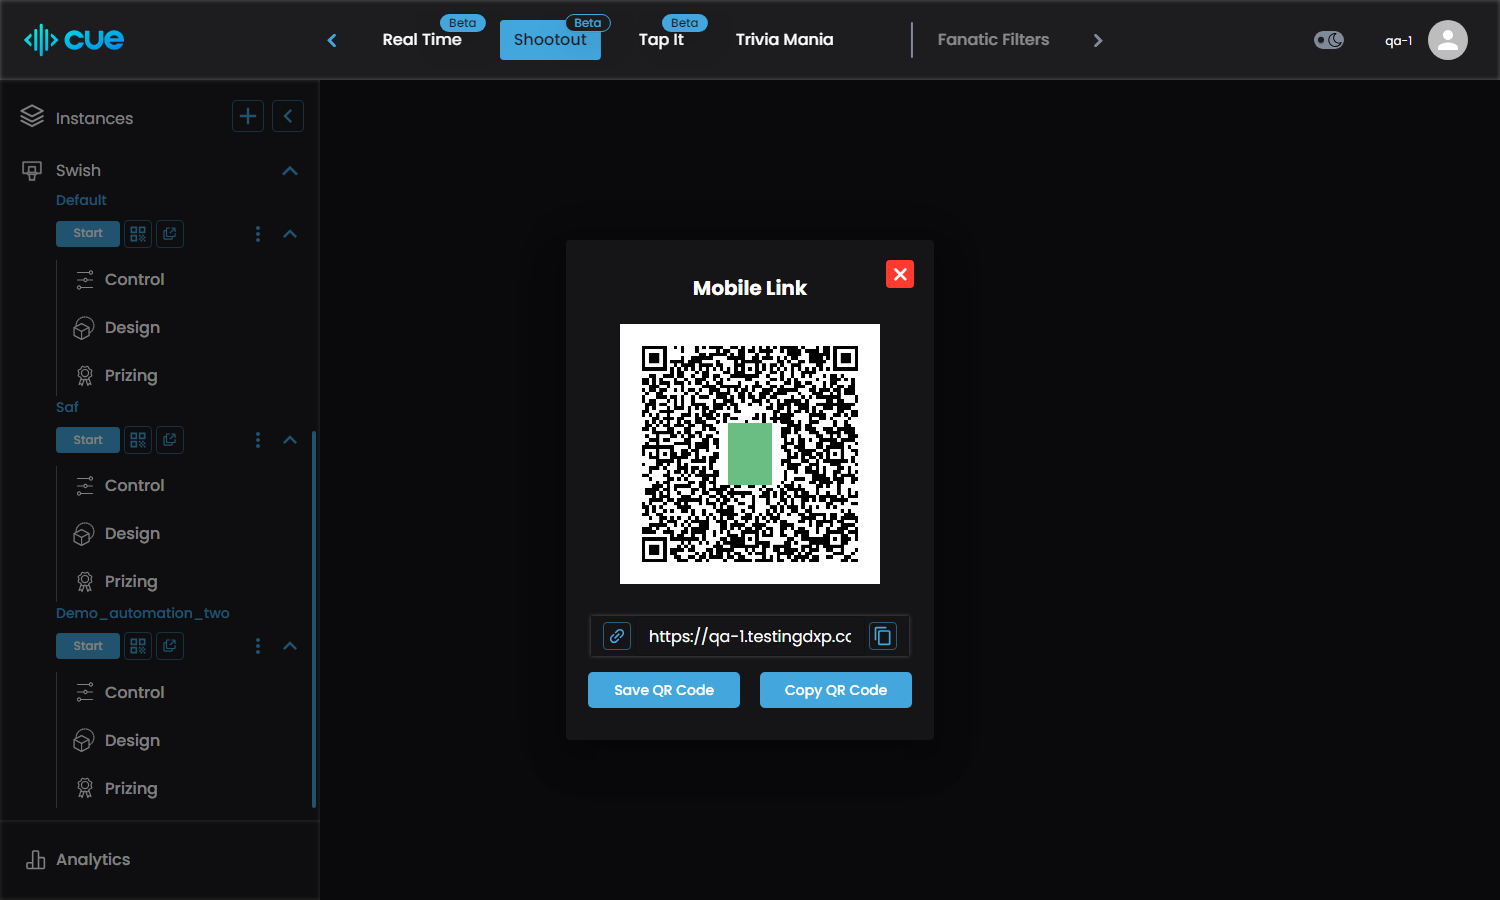 cue
Real Time
Beta
Shootout
Beta
Tap It
Beta
Trivia Mania
Fanatic Filters
qa-1
Instances
Swish
Default
Start
Control
Design
Prizing
Saf
Start
Control
Design
Prizing
Demo_automation_two
Start
Control
Design
Prizing
Analytics
Mobile Link
https://qa-1.testingdxp.cc
Save QR Code
Copy QR Code